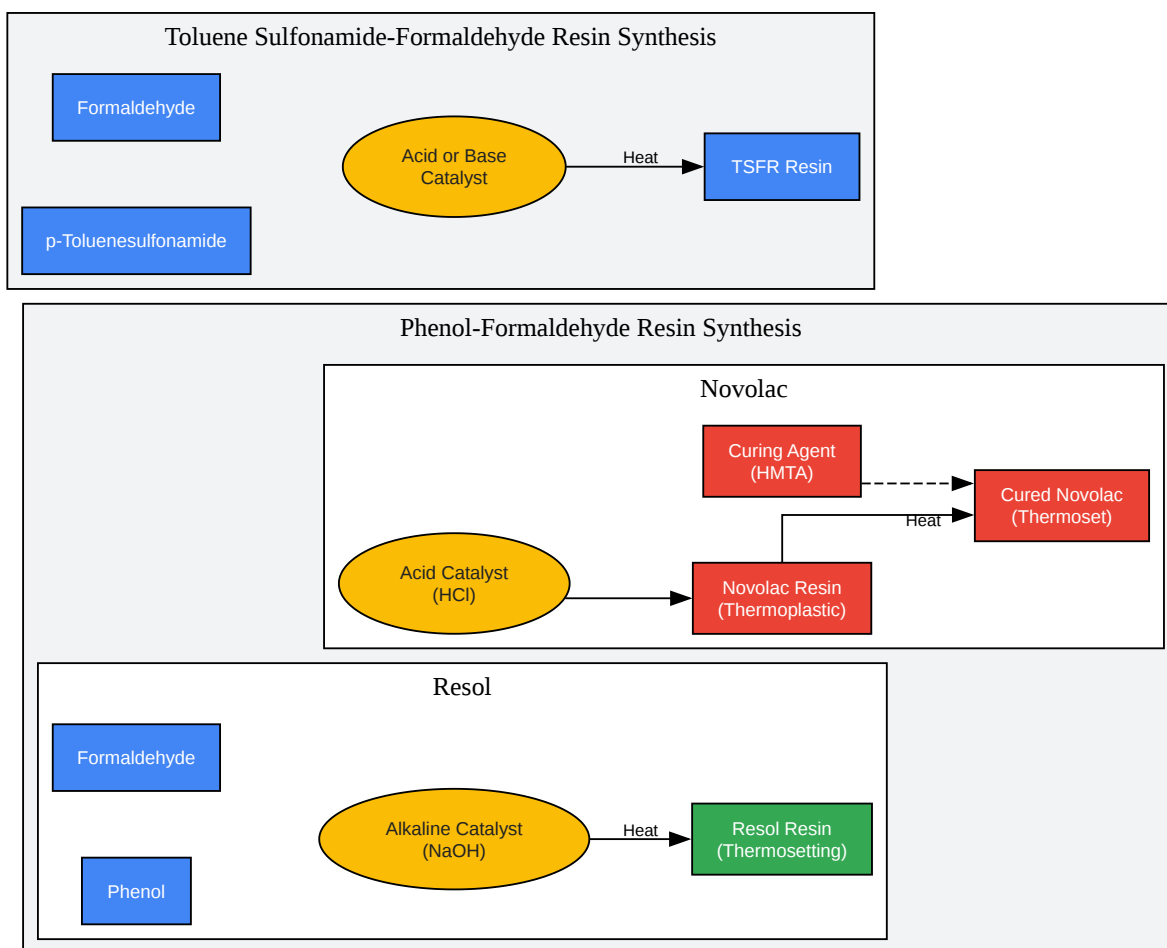 Toluene Sulfonamide-Formaldehyde Resin Synthesis
Formaldehyde
Acid or Base
Catalyst
Heat
TSFR Resin
p-Toluenesulfonamide
Phenol-Formaldehyde Resin Synthesis
Novolac
Curing Agent
(HMTA)
Cured Novolac
(Thermoset)
Heat
Acid Catalyst
(HCl)
Novolac Resin
(Thermoplastic)
Resol
Formaldehyde
Alkaline Catalyst
(NaOH)
Heat
Resol Resin
(Thermosetting)
Phenol